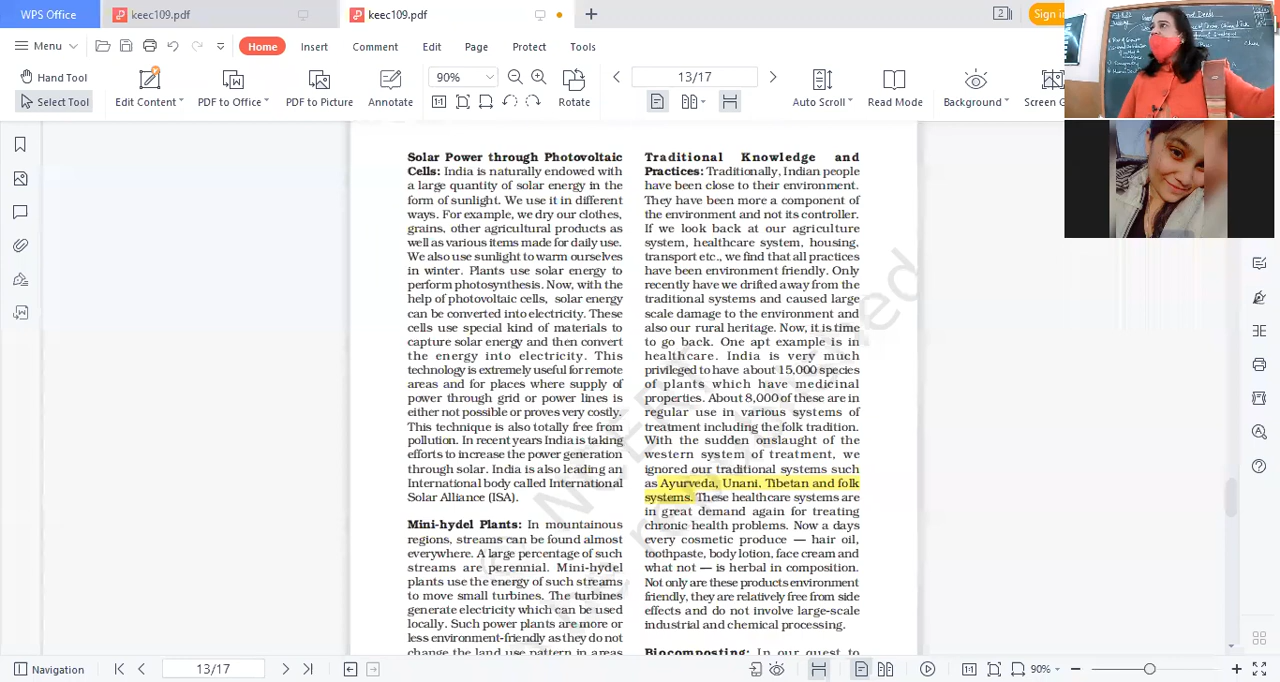 WPS Office
keec109.pdf
keec109.pdf
2
Sign in
Menu
Home
Insert
Comment
Edit
Page
Protect
Tools
Hand Tool
Select Tool
Edit Content
PDF to Office
PDF to Picture
Annotate
90%
Rotate
13/17
Auto Scroll
Read Mode
Background
Screen G
Solar Power through Photovoltaic
Cells: India is naturally endowed with
a large quantity of solar energy in the
form of sunlight. We use it in different
ways. For example, we dry our clothes,
grains, other agricultural products as
well as various items made for daily use.
We also use sunlight to warm ourselves
in winter. Plants use solar energy to
perform photosynthesis. Now, with the
help of photovoltaic cells, solar energy
can be converted into electricity. These
cells use special kind of materials to
capture solar energy and then convert
the energy into electricity. This
technology is extremely useful for remote
areas and for places where supply of
power through grid or power lines is
either not possible or proves very costly.
This technique is also totally free from
pollution. In recent years India is taking
efforts to increase the power generation
through solar. India is also leading an
International body called International
Solar Alliance (ISA).
Mini-hydel Plants: In mountainous
regions, streams can be found almost
everywhere. A large percentage of such
streams are perennial. Mini-hydel
plants use the energy of such streams
to move small turbines. The turbines
generate electricity which can be used
locally. Such power plants are more or
less environment-friendly as they do not
change the land use pattern in areas
Traditional Knowledge and
Practices: Traditionally, Indian people
have been close to their environment.
They have been more a component of
the environment and not its controller.
If we look back at our agriculture
system, healthcare system, housing,
transport etc., we find that all practices
have been environment friendly. Only
recently have we drifted away from the
traditional systems and caused large
scale damage to the environment and
also our rural heritage. Now, it is time
to go back. One apt example is in
healthcare. India is very much
privileged to have about 15,000 species
of plants which have medicinal
properties. About 8,000 of these are in
regular use in various systems of
treatment including the folk tradition.
With the sudden onslaught of the
western system of treatment, we
ignored our traditional systems such
as Ayurveda, Unani, Tibetan and folk
systems. These healthcare systems are
in great demand again for treating
chronic health problems. Now a days
every cosmetic produce — hair oil,
toothpaste, body lotion, face cream and
what not — is herbal in composition.
Not only are these products environment
friendly, they are relatively free from side
effects and do not involve large-scale
industrial and chemical processing.
Biocomposting: In our quest to
Navigation
13/17
90%